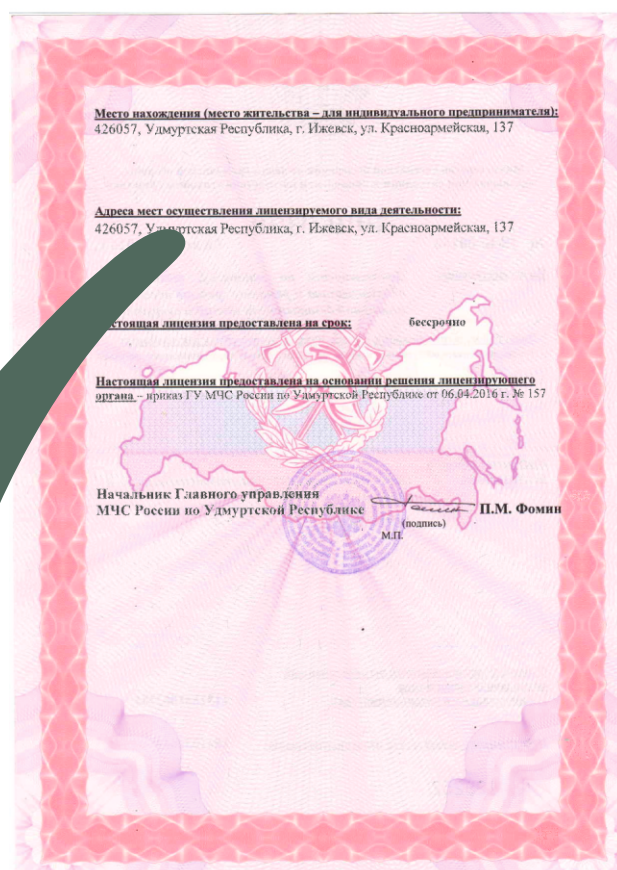 Место нахождения (место жительства – для индивидуального предпринимателя):
426057, Удмуртская Республика, г. Ижевск, ул. Красноармейская, 137
Адреса мест осуществления лицензируемого вида деятельности:
426057, Удмуртская Республика, г. Ижевск, ул. Красноармейская, 137
стоящая лицензия предоставлена на срок: бессрочно
Настоящая лицензия предоставлена на основании решения лицензирующего
органа – приказ ГУ МЧС России по Удмуртской Республике от 06.04.2016 г. № 157
Начальник Главного управления
МЧС России по Удмуртской Республике П.М. Фомин
(подпись)
М.П.